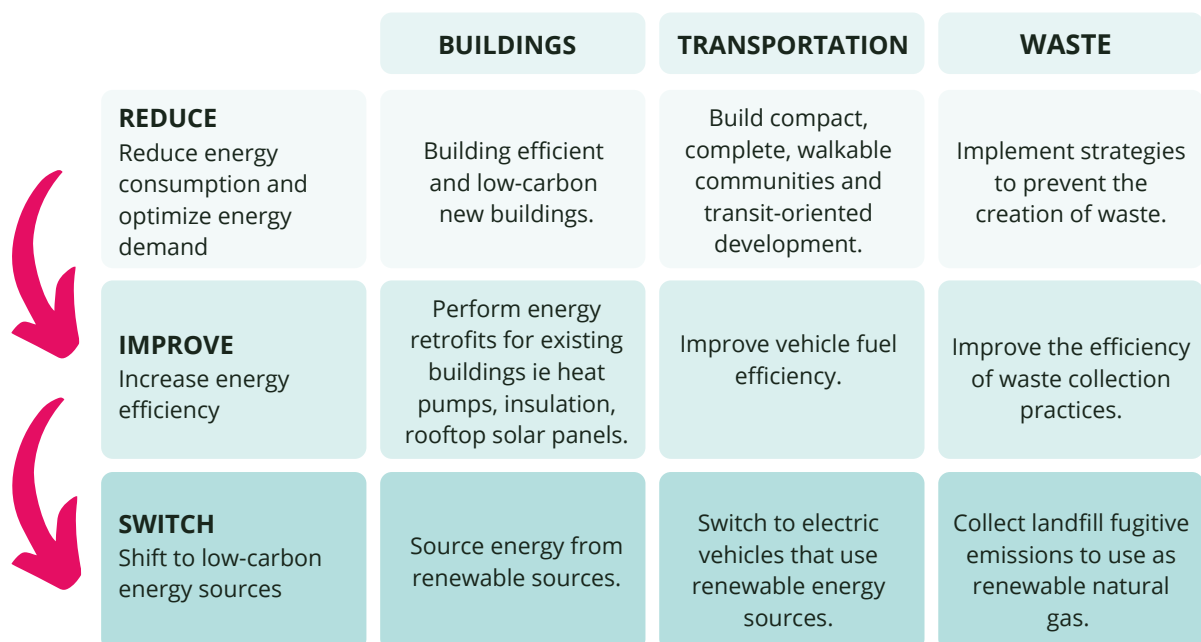 BUILDINGS
TRANSPORTATION
WASTE
REDUCE
Reduce energy
consumption and
optimize energy
demand
Building efficient
and low-carbon
new buildings.
Build compact,
complete, walkable
communities and
transit-oriented
development.
Implement strategies
to prevent the
creation of waste.
IMPROVE
Increase energy
efficiency
Perform energy
retrofits for existing
buildings ie heat
pumps, insulation,
rooftop solar panels.
Improve vehicle fuel
efficiency.
Improve the efficiency
of waste collection
practices.
SWITCH
Shift to low-carbon
energy sources
Source energy from
renewable sources.
Switch to electric
vehicles that use
renewable energy
sources.
Collect landfill fugitive
emissions to use as
renewable natural
gas.